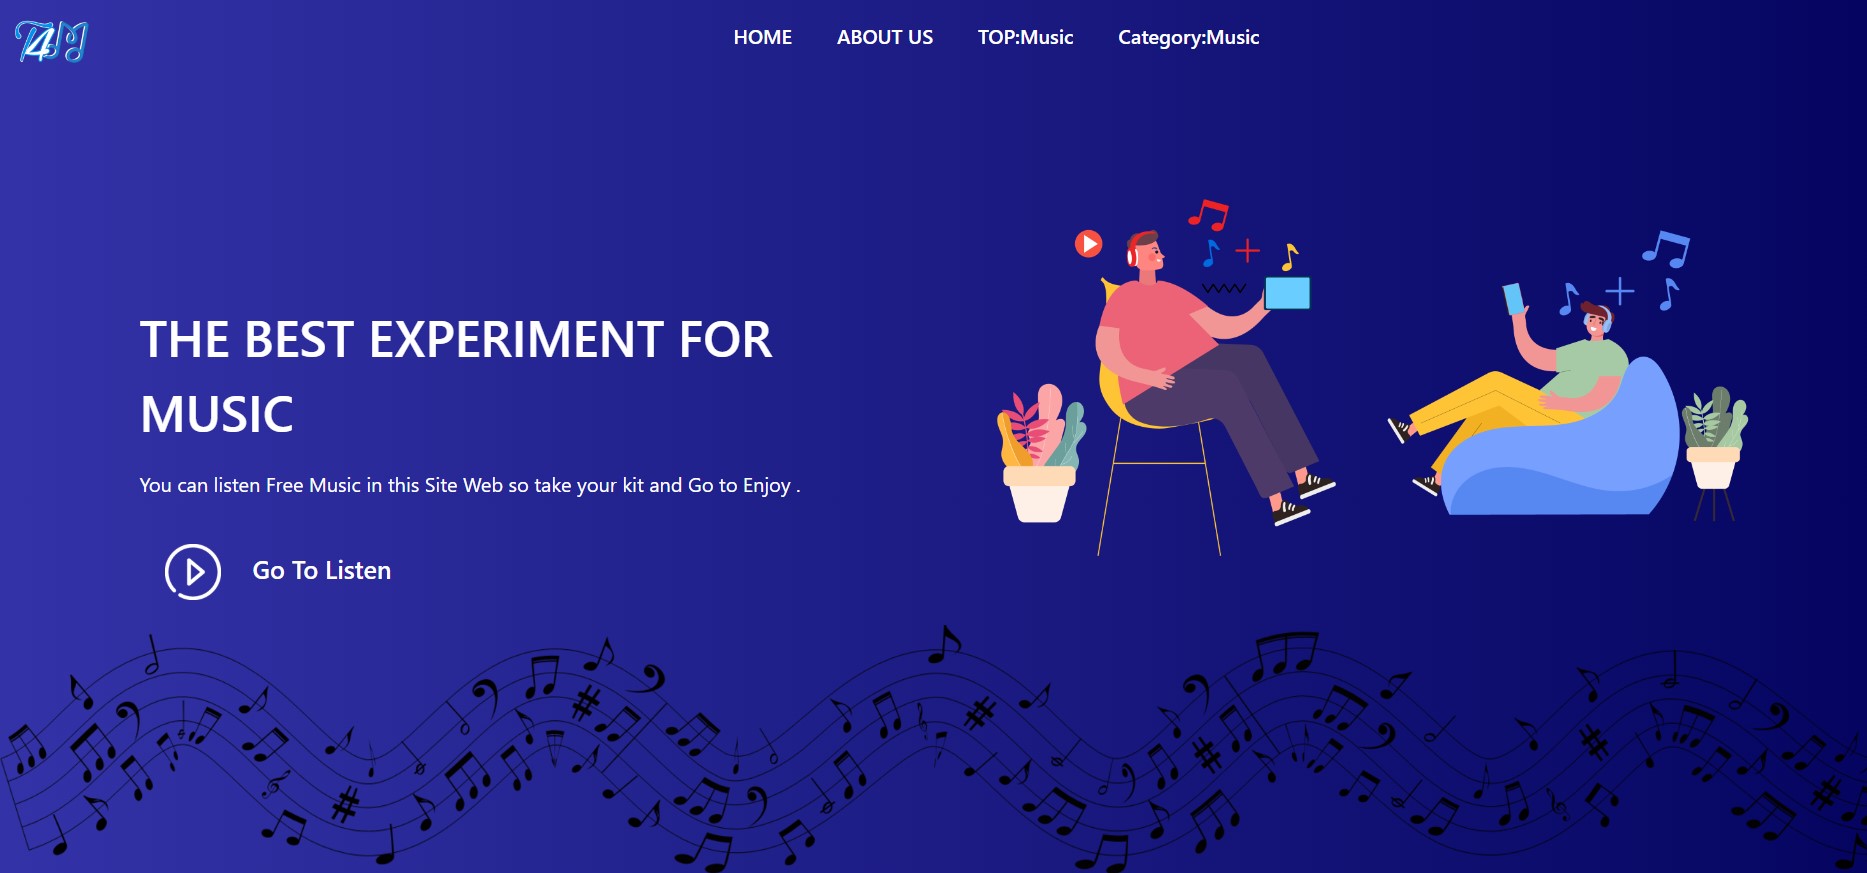 T4M
HOME ABOUT US TOP:Music Category:Music
THE BEST EXPERIMENT FOR
MUSIC
You can listen Free Music in this Site Web so take your kit and Go to Enjoy .
Go To Listen